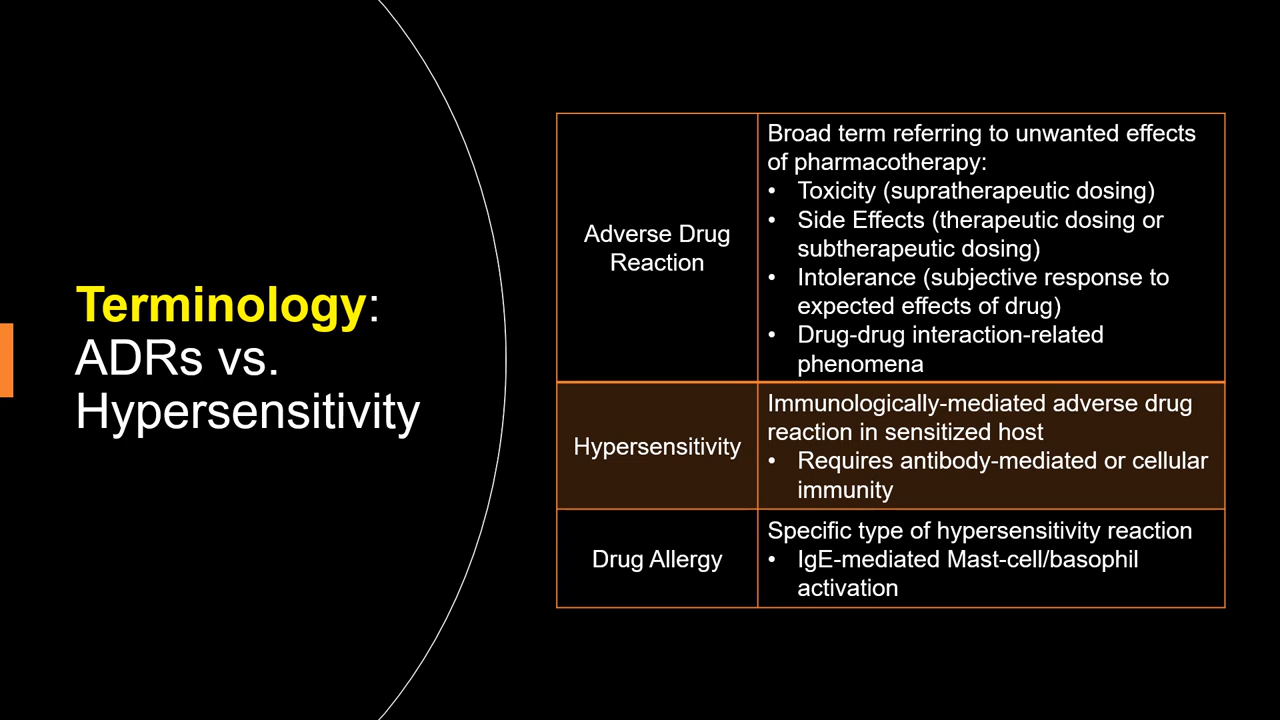 Terminology:
ADRs vs.
Hypersensitivity
Adverse Drug
Reaction
Broad term referring to unwanted effects
of pharmacotherapy:
• Toxicity (supratherapeutic dosing)
• Side Effects (therapeutic dosing or
subtherapeutic dosing)
• Intolerance (subjective response to
expected effects of drug)
• Drug-drug interaction-related
phenomena
Hypersensitivity
Immunologically-mediated adverse drug
reaction in sensitized host
• Requires antibody-mediated or cellular
immunity
Drug Allergy
Specific type of hypersensitivity reaction
• IgE-mediated Mast-cell/basophil
activation